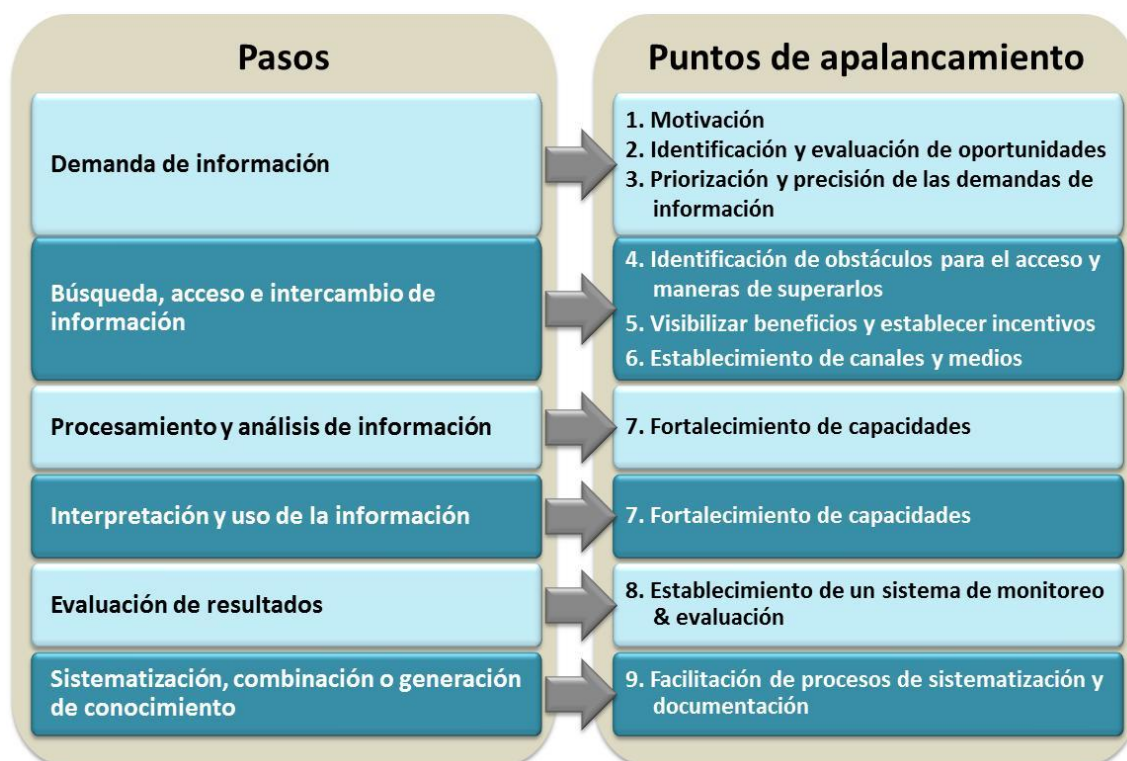 Pasos
Puntos de apalancamiento
Demanda de información
1. Motivación
2. Identificación y evaluación de oportunidades
3. Priorización y precisión de las demandas de
información
Búsqueda, acceso e intercambio de
información
4. Identificación de obstáculos para el acceso y
maneras de superarlos
5. Visibilizar beneficios y establecer incentivos
6. Establecimiento de canales y medios
Procesamiento y análisis de información
7. Fortalecimiento de capacidades
Interpretación y uso de la información
7. Fortalecimiento de capacidades
Evaluación de resultados
8. Establecimiento de un sistema de monitoreo
& evaluación
Sistematización, combinación o generación
de conocimiento
9. Facilitación de procesos de sistematización y
documentación